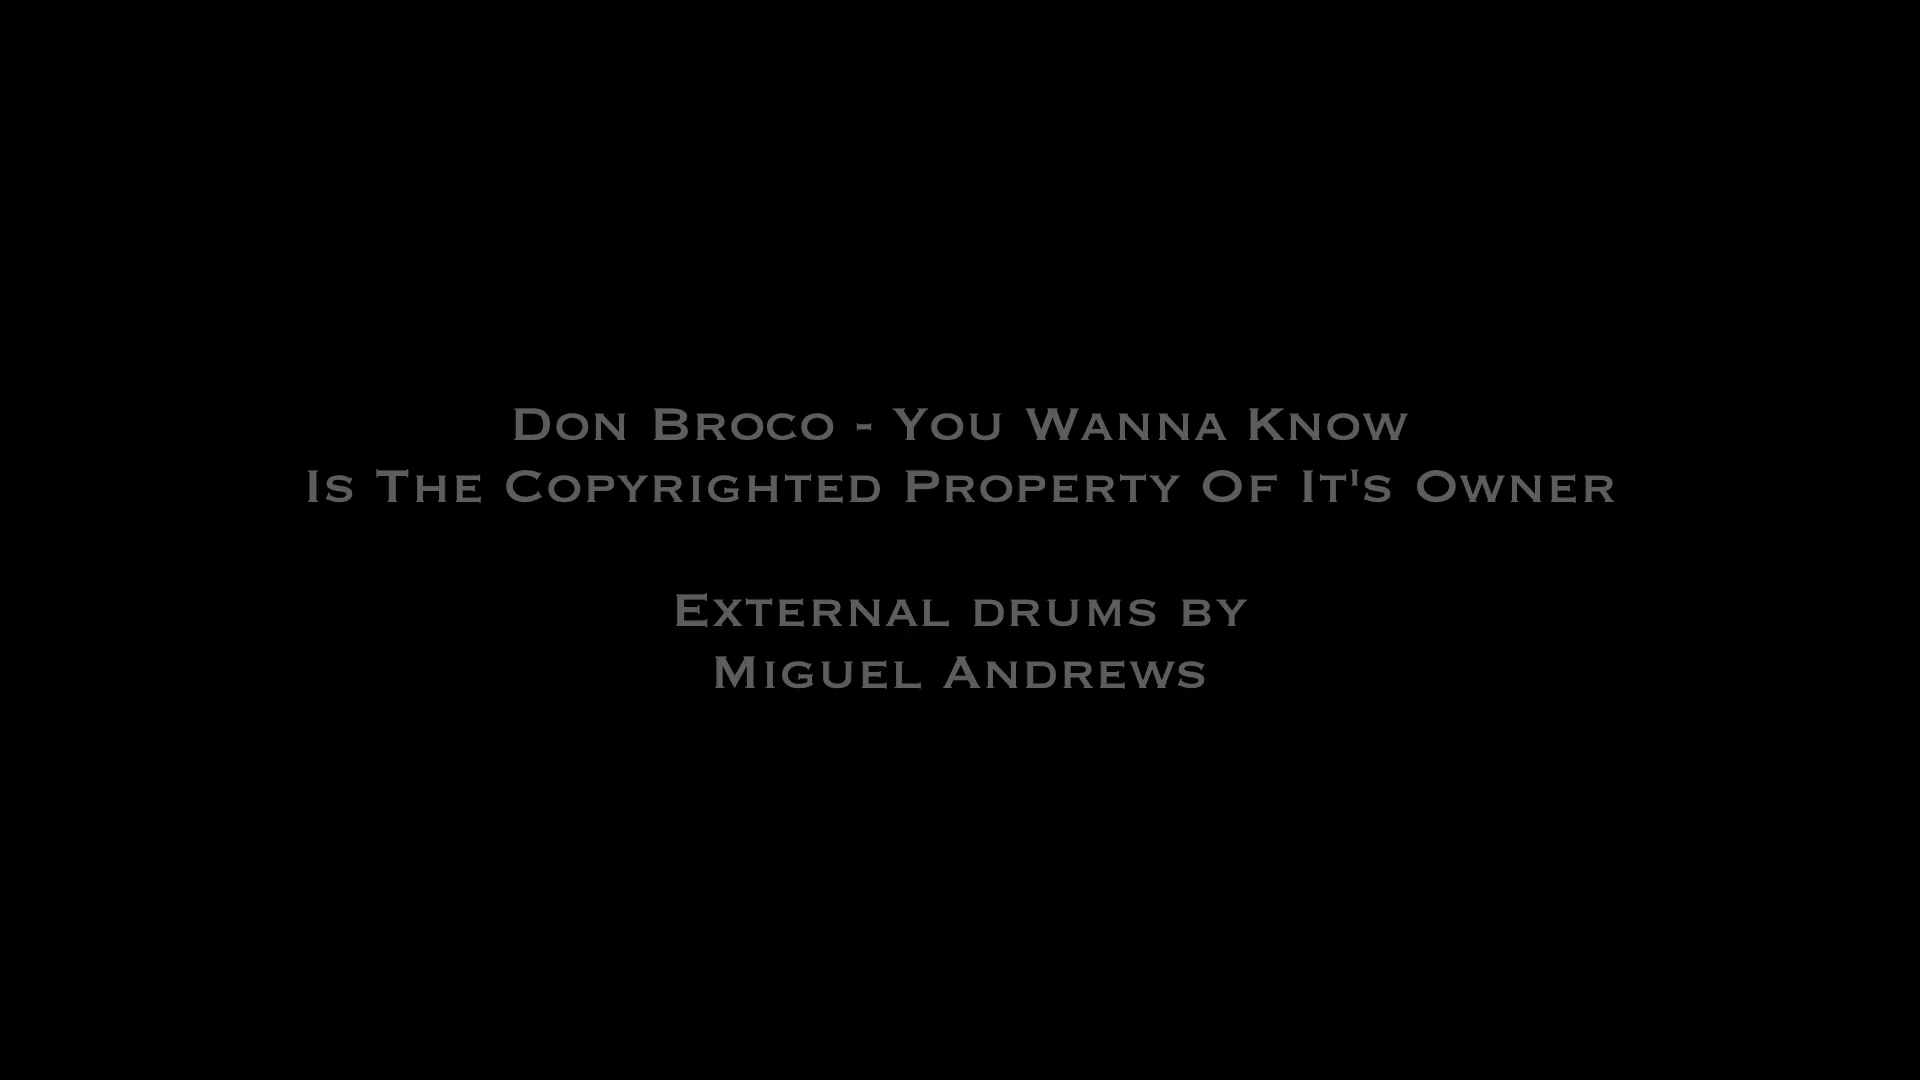 Don Broco - You Wanna Know
Is The Copyrighted Property Of It's Owner
External drums by
Miguel Andrews